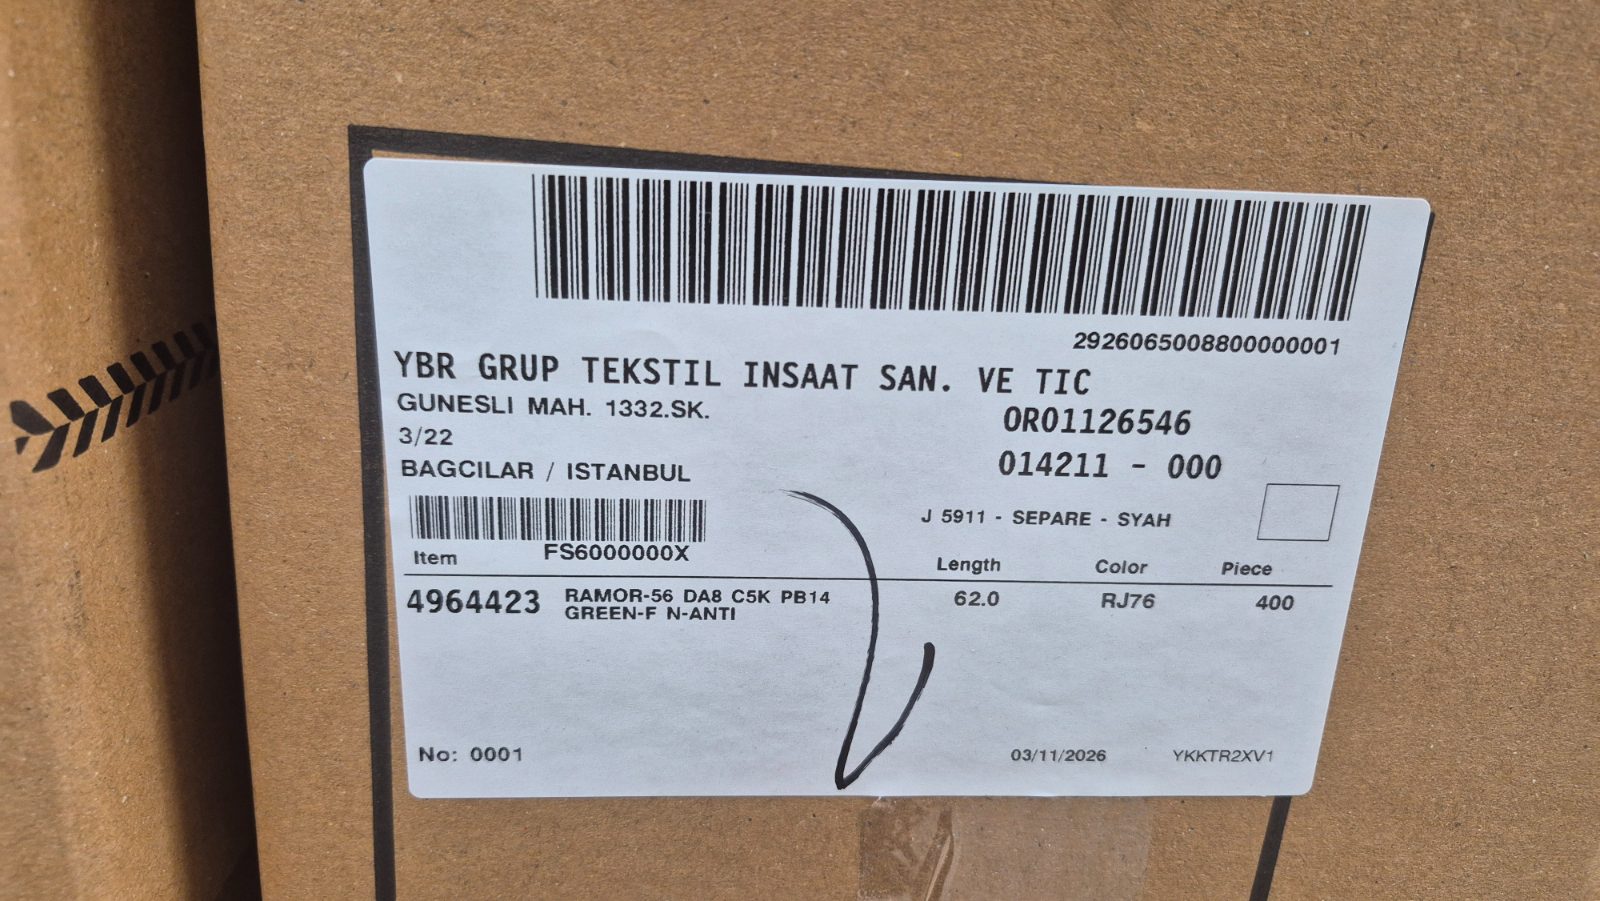 2926065008800000001
YBR GRUP TEKSTIL INSAAT SAN. VE TIC
GUNESLI MAH. 1332.SK.
0R01126546
3/22
014211 - 000
BAGCILAR / ISTANBUL
J 5911 - SEPARE - SYAH
FS6000000X
Item Length Color Piece
4964423 RAMOR-56 DA8 C5K PB14 62.0 RJ76 400
GREEN-F N-ANTI
No: 0001 03/11/2026 YKKTR2XV1